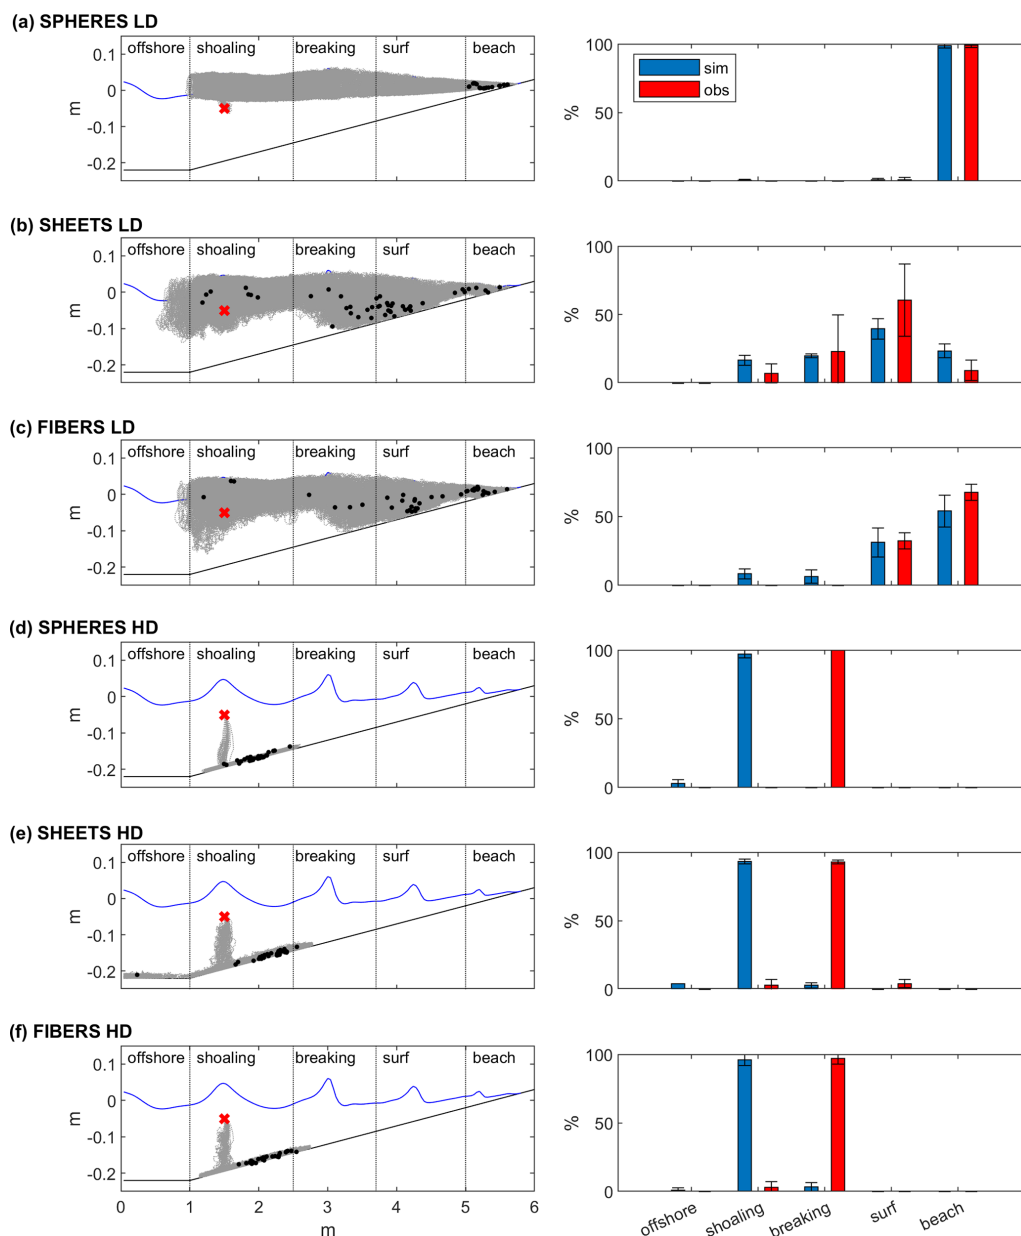 (a) SPHERES LD
offshore shoaling breaking surf beach
0.1
0
-0.1
-0.2
m
100
50
0
%
sim
obs
(b) SHEETS LD
offshore shoaling breaking surf beach
0.1
0
-0.1
-0.2
m
100
50
0
%
(c) FIBERS LD
offshore shoaling breaking surf beach
0.1
0
-0.1
-0.2
m
100
50
0
%
(d) SPHERES HD
offshore shoaling breaking surf beach
0.1
0
-0.1
-0.2
m
100
50
0
%
(e) SHEETS HD
offshore shoaling breaking surf beach
0.1
0
-0.1
-0.2
m
100
50
0
%
(f) FIBERS HD
offshore shoaling breaking surf beach
0.1
0
-0.1
-0.2
m
0 1 2 3 4 5 6
m
100
50
0
%
offshore shoaling breaking surf beach